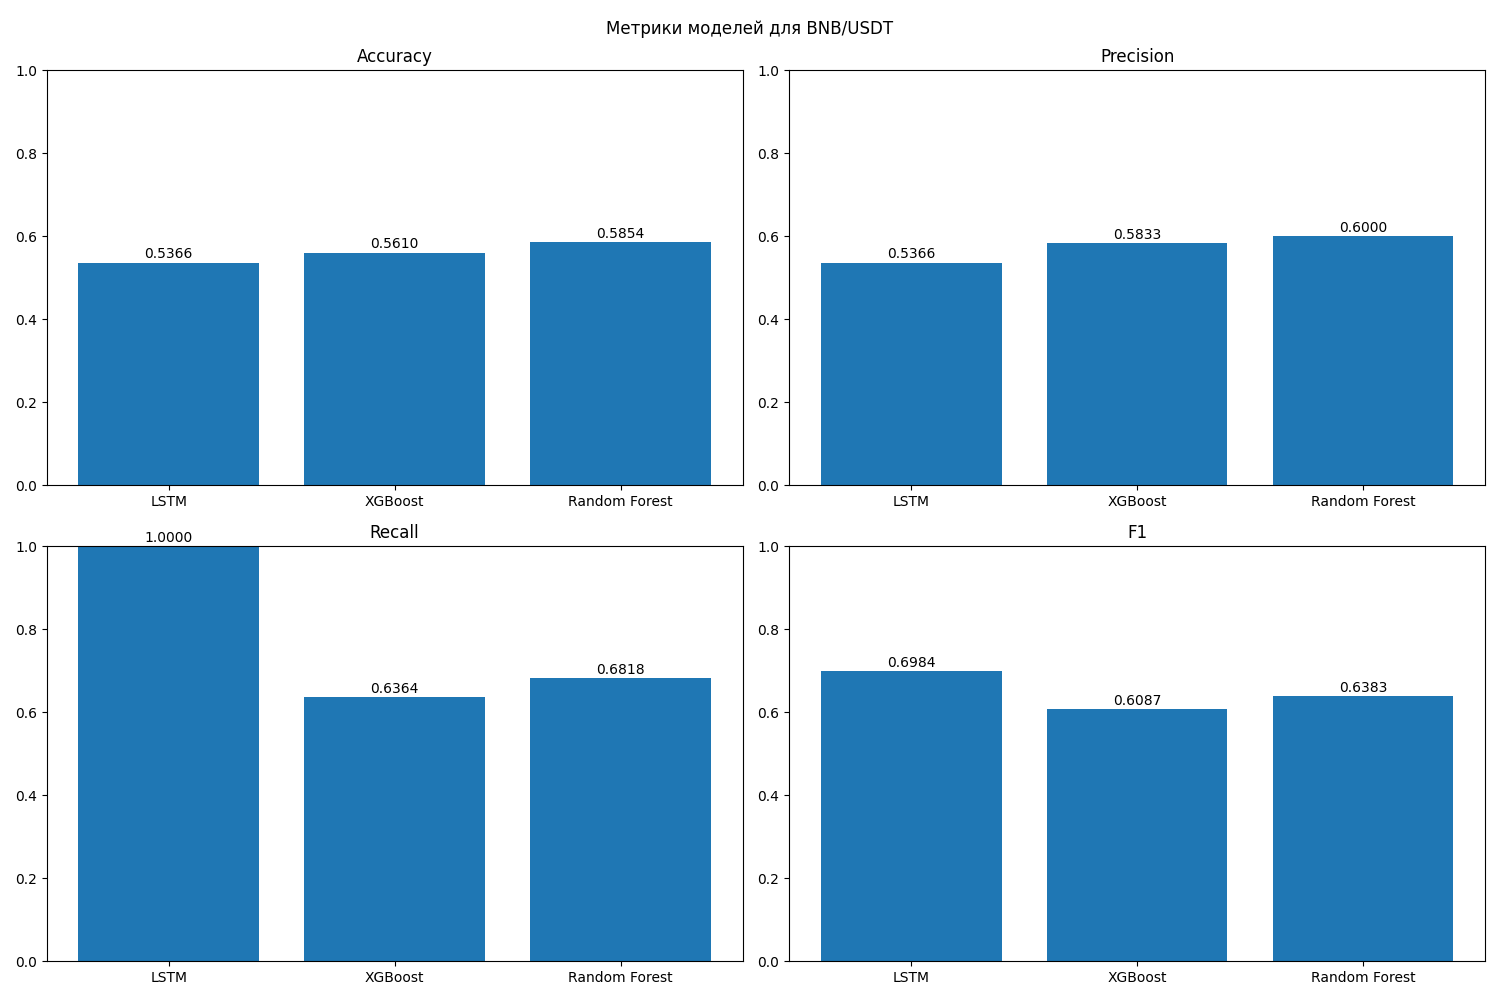 Метрики моделей для BNB/USDT
Accuracy
1.0
0.8
0.6
0.4
0.2
0.0
0.5366
0.5610
0.5854
LSTM
XGBoost
Random Forest
Precision
1.0
0.8
0.6
0.4
0.2
0.0
0.5366
0.5833
0.6000
LSTM
XGBoost
Random Forest
Recall
1.0
0.8
0.6
0.4
0.2
0.0
1.0000
0.6364
0.6818
LSTM
XGBoost
Random Forest
F1
1.0
0.8
0.6
0.4
0.2
0.0
0.6984
0.6087
0.6383
LSTM
XGBoost
Random Forest